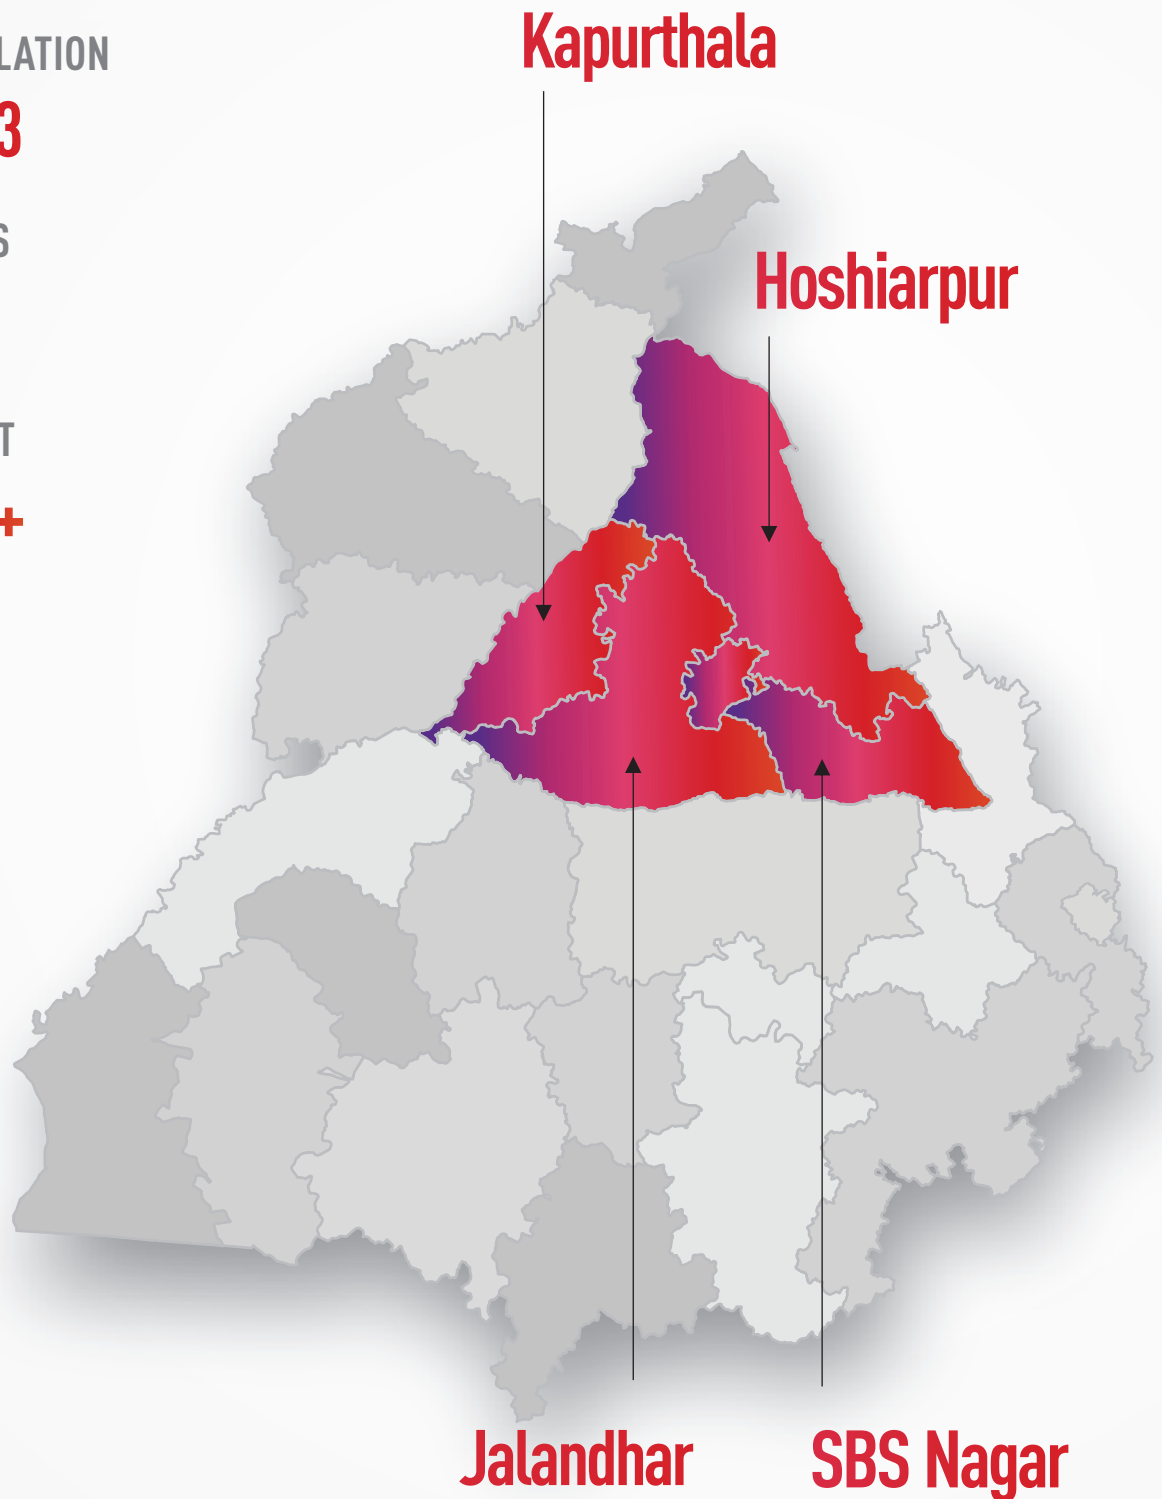 LATION
3
S
T
+
Kapurthala
Hoshiarpur
Jalandhar
SBS Nagar